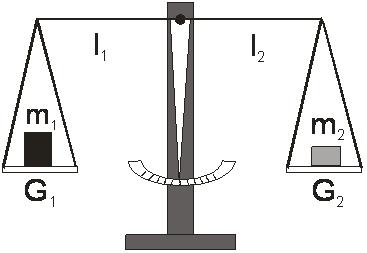 l₁ l₂
m₁ m₂
G₁ G₂